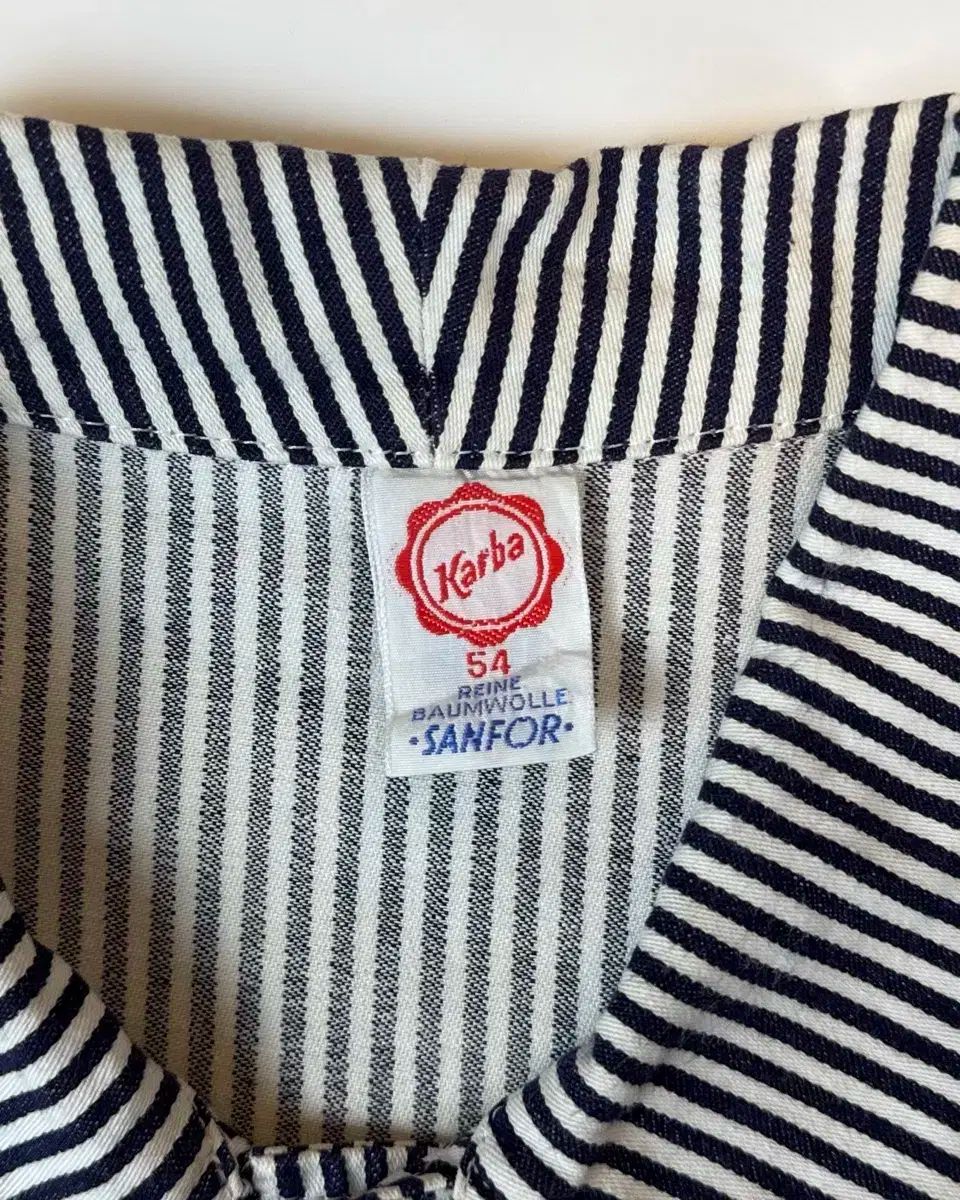 Karba
54
REINE
BAUMWOLLE
•SANFOR•